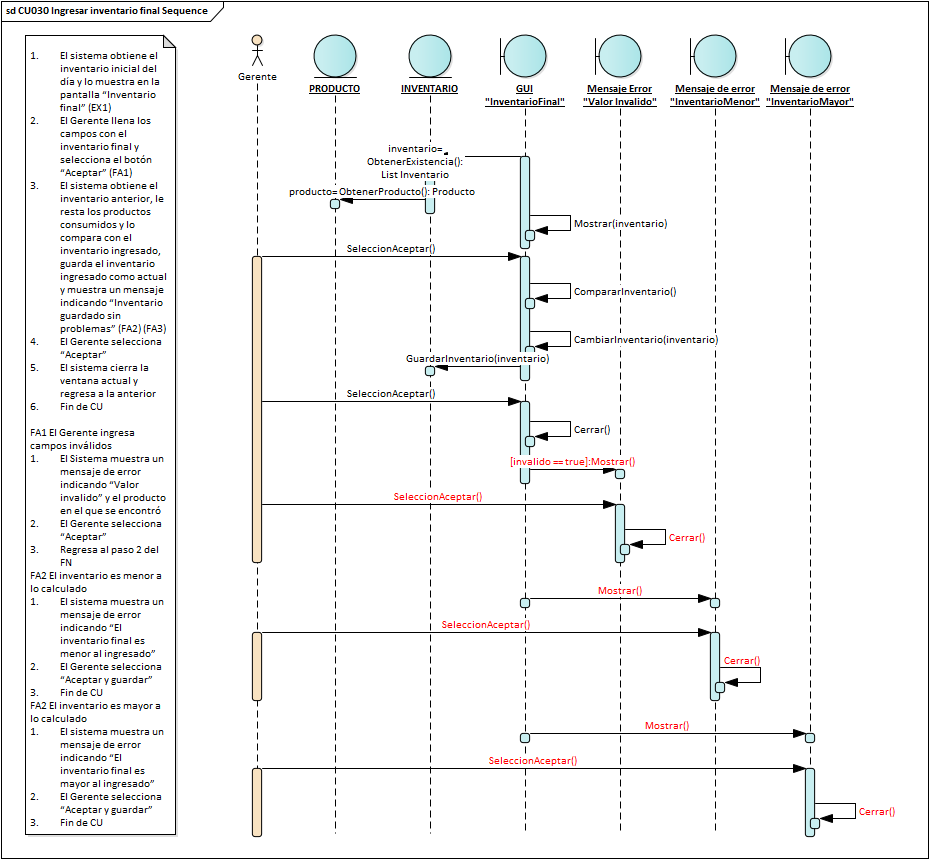 sd CU030 Ingresar inventario final Sequence
1. El sistema obtiene el
inventario inicial del
día y lo muestra en la
pantalla “Inventario
final” (EX1)
2. El Gerente llena los
campos con el
inventario final y
selecciona el botón
“Aceptar” (FA1)
3. El sistema obtiene el
inventario anterior, le
resta los productos
consumidos y lo
compara con el
inventario ingresado,
guarda el inventario
ingresado como actual
y muestra un mensaje
indicando “Inventario
guardado sin
problemas” (FA2) (FA3)
4. El Gerente selecciona
“Aceptar”
5. El sistema cierra la
ventana actual y
regresa a la anterior
6. Fin de CU
FA1 El Gerente ingresa
campos inválidos
1. El Sistema muestra un
mensaje de error
indicando “Valor
invalido” y el producto
en el que se encontró
2. El Gerente selecciona
“Aceptar”
3. Regresa al paso 2 del
FN
FA2 El inventario es menor a
lo calculado
1. El sistema muestra un
mensaje de error
indicando “El
inventario final es
menor al ingresado”
2. El Gerente selecciona
“Aceptar y guardar”
3. Fin de CU
FA2 El inventario es mayor a
lo calculado
1. El sistema muestra un
mensaje de error
indicando “El
inventario final es
mayor al ingresado”
2. El Gerente selecciona
“Aceptar y guardar”
3. Fin de CU
Gerente
PRODUCTO
INVENTARIO
GUI
"InventarioFinal"
Mensaje Error
"Valor Invalido"
Mensaje de error
"InventarioMenor"
Mensaje de error
"InventarioMayor"
inventario=
ObtenerExistencia():
List Inventario
producto= ObtenerProducto(): Producto
Mostrar(inventario)
SeleccionAceptar()
CompararInventario()
CambiarInventario(inventario)
GuardarInventario(inventario)
SeleccionAceptar()
Cerrar()
[invalido == true]:Mostrar()
SeleccionAceptar()
Cerrar()
Mostrar()
SeleccionAceptar()
Cerrar()
Mostrar()
SeleccionAceptar()
Cerrar()